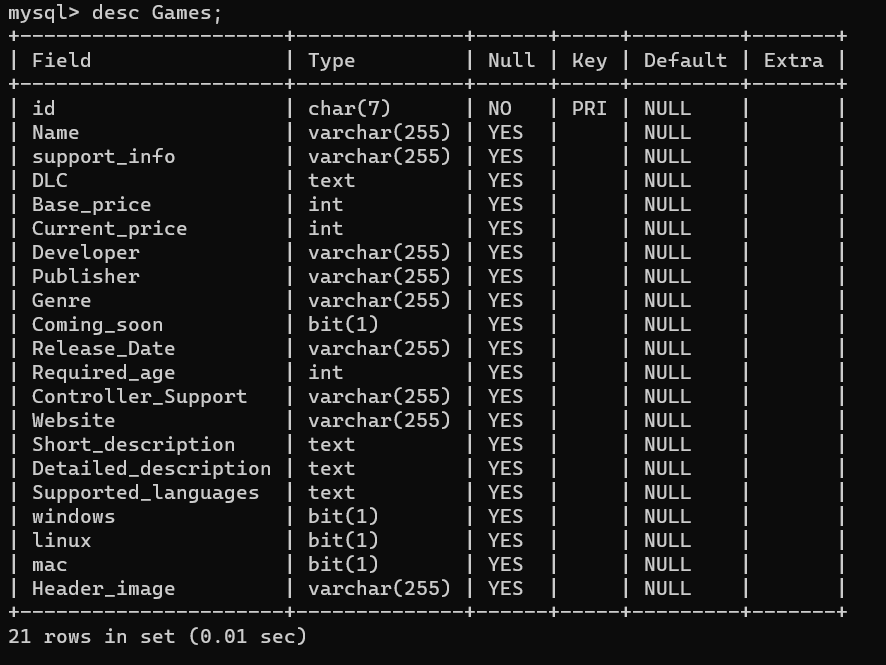 mysql> desc Games;
+----------------------+--------------+------+-----+---------+-------+
| Field                | Type         | Null | Key | Default | Extra |
+----------------------+--------------+------+-----+---------+-------+
| id                   | char(7)      | NO   | PRI | NULL    |       |
| Name                 | varchar(255) | YES  |     | NULL    |       |
| support_info         | varchar(255) | YES  |     | NULL    |       |
| DLC                  | text         | YES  |     | NULL    |       |
| Base_price           | int          | YES  |     | NULL    |       |
| Current_price        | int          | YES  |     | NULL    |       |
| Developer            | varchar(255) | YES  |     | NULL    |       |
| Publisher            | varchar(255) | YES  |     | NULL    |       |
| Genre                | varchar(255) | YES  |     | NULL    |       |
| Coming_soon          | bit(1)       | YES  |     | NULL    |       |
| Release_Date         | varchar(255) | YES  |     | NULL    |       |
| Required_age         | int          | YES  |     | NULL    |       |
| Controller_Support   | varchar(255) | YES  |     | NULL    |       |
| Website              | varchar(255) | YES  |     | NULL    |       |
| Short_description    | text         | YES  |     | NULL    |       |
| Detailed_description | text         | YES  |     | NULL    |       |
| Supported_languages  | text         | YES  |     | NULL    |       |
| windows              | bit(1)       | YES  |     | NULL    |       |
| linux                | bit(1)       | YES  |     | NULL    |       |
| mac                  | bit(1)       | YES  |     | NULL    |       |
| Header_image         | varchar(255) | YES  |     | NULL    |       |
+----------------------+--------------+------+-----+---------+-------+
21 rows in set (0.01 sec)